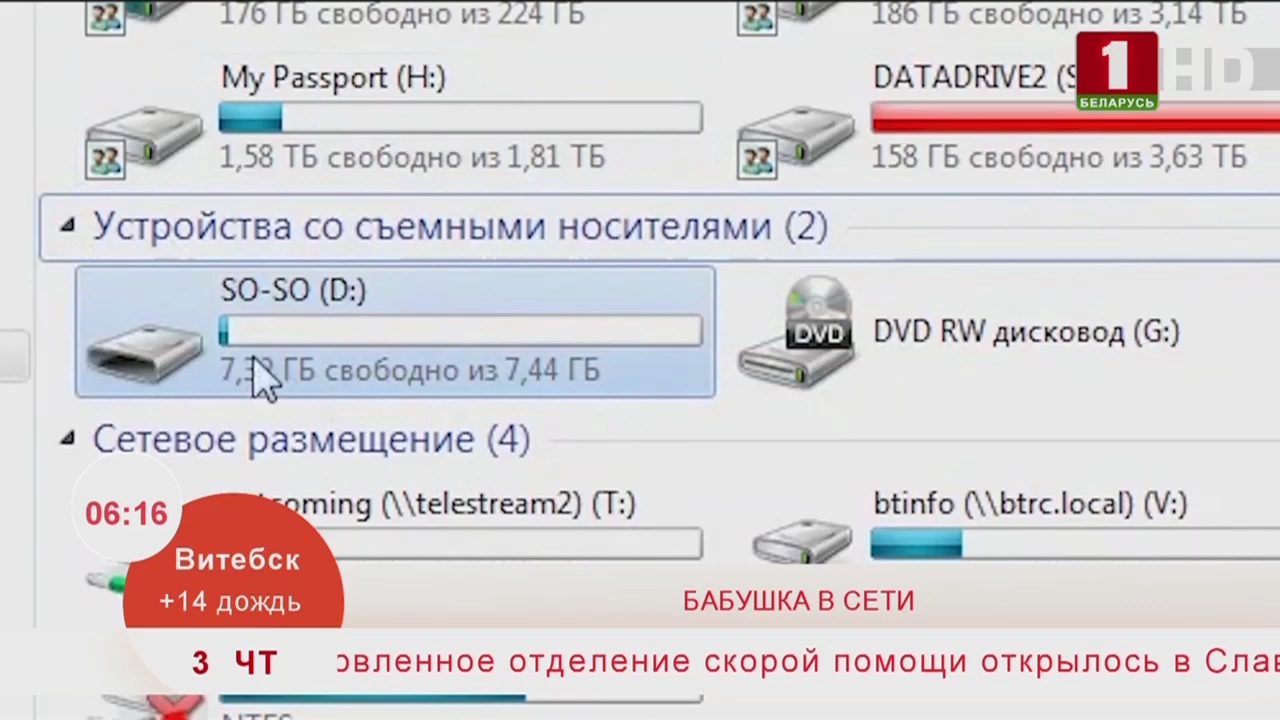 176 ГБ свободно из 224 ГБ
186 ГБ свободно из 3,14 ТБ
My Passport (H:)
1,58 ТБ свободно из 1,81 ТБ
DATADRIVE2
158 ГБ свободно из 3,63 ТБ
1 HD
БЕЛАРУСЬ
Устройства со съемными носителями (2)
SO-SO (D:)
ГБ свободно из 7,44 ГБ
DVD
DVD RW дисковод (G:)
Сетевое размещение (4)
(\\telestream2) (T:)
btinfo (\\btrc.local) (V:)
06:16
Витебск
+14 дождь
БАБУШКА В СЕТИ
3 ЧТ
отделение скорой помощи открылось в
NTFS